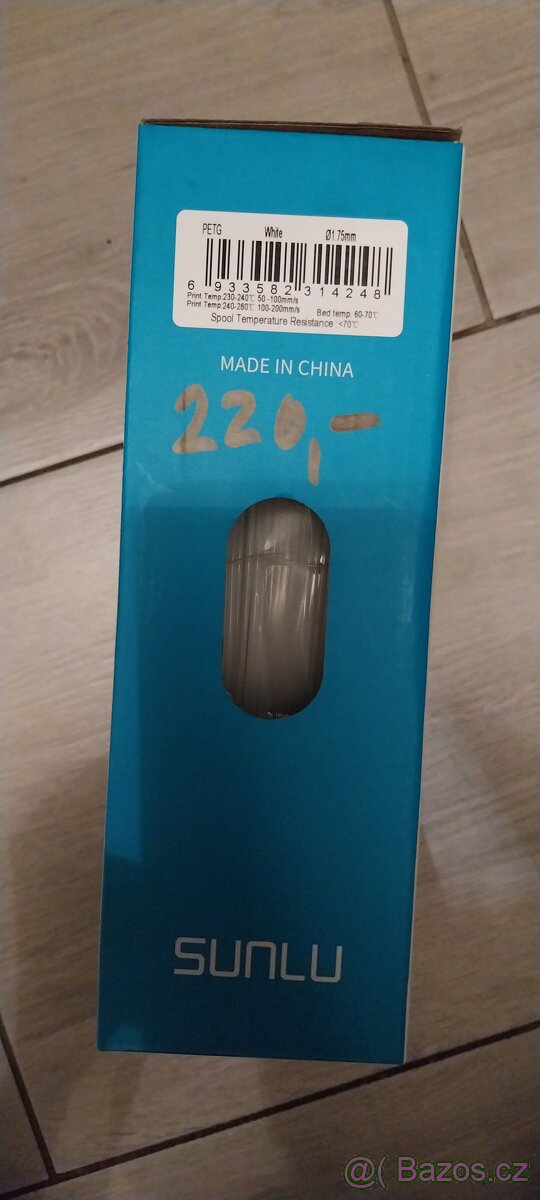 PETG White Ø1.75mm
6 933582 314248
Print Temp:230-240℃ 50-100mm/s
Print Temp:240-260℃ 100-200mm/s Bed temp: 60-70℃
Spool Temperature Resistance :<70℃
MADE IN CHINA
220,-
SUNLU
@( Bazos.cz